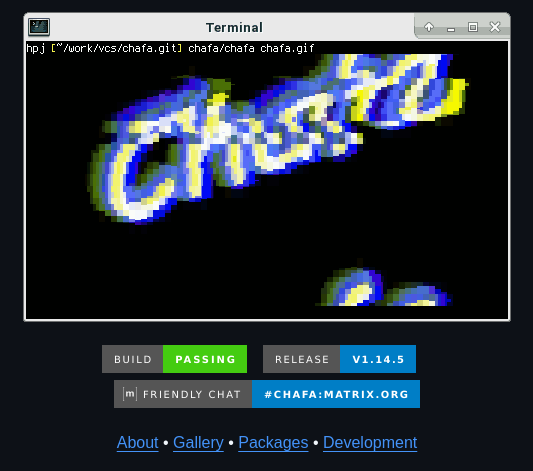 Terminal
hpj [~/work/vcs/chafa.git] chafa/chafa chafa.gif
Chafa
BUILD PASSING RELEASE V1.14.5
[m] FRIENDLY CHAT #CHAFA:MATRIX.ORG
About • Gallery • Packages • Development